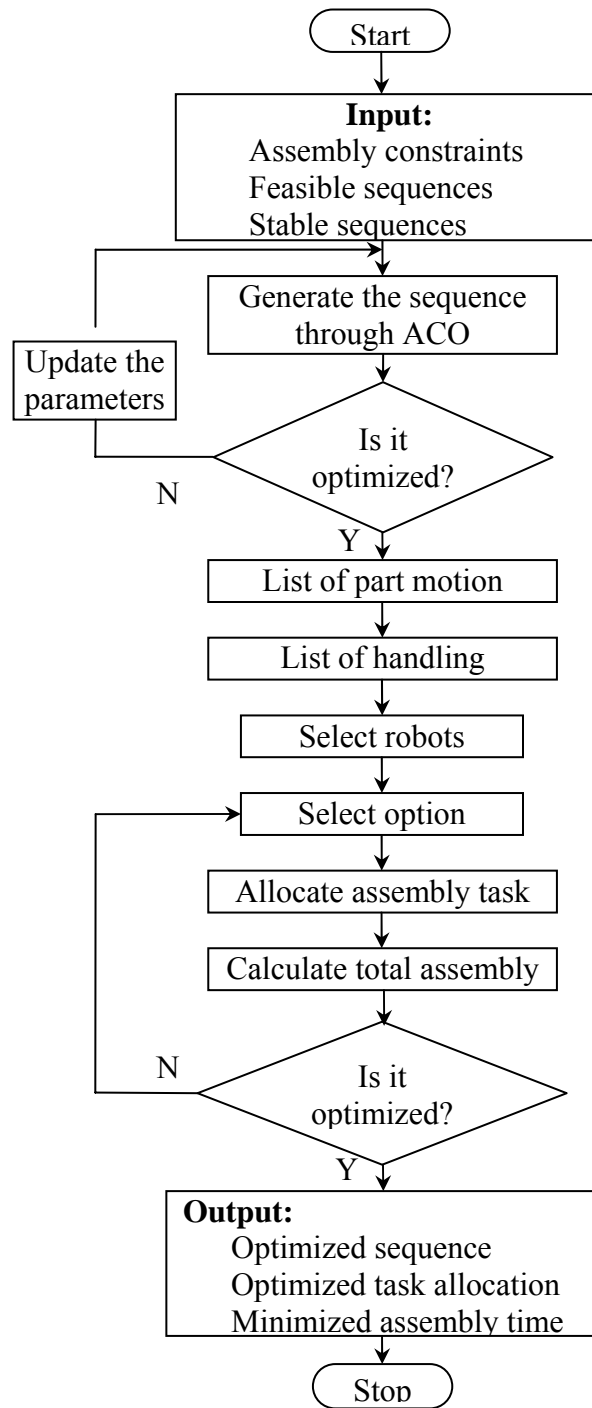 Start
Input:
Assembly constraints
Feasible sequences
Stable sequences
Generate the sequence
through ACO
Update the
parameters
Is it
optimized?
N
Y
List of part motion
List of handling
Select robots
Select option
Allocate assembly task
Calculate total assembly
N
Is it
optimized?
Y
Output:
Optimized sequence
Optimized task allocation
Minimized assembly time
Stop